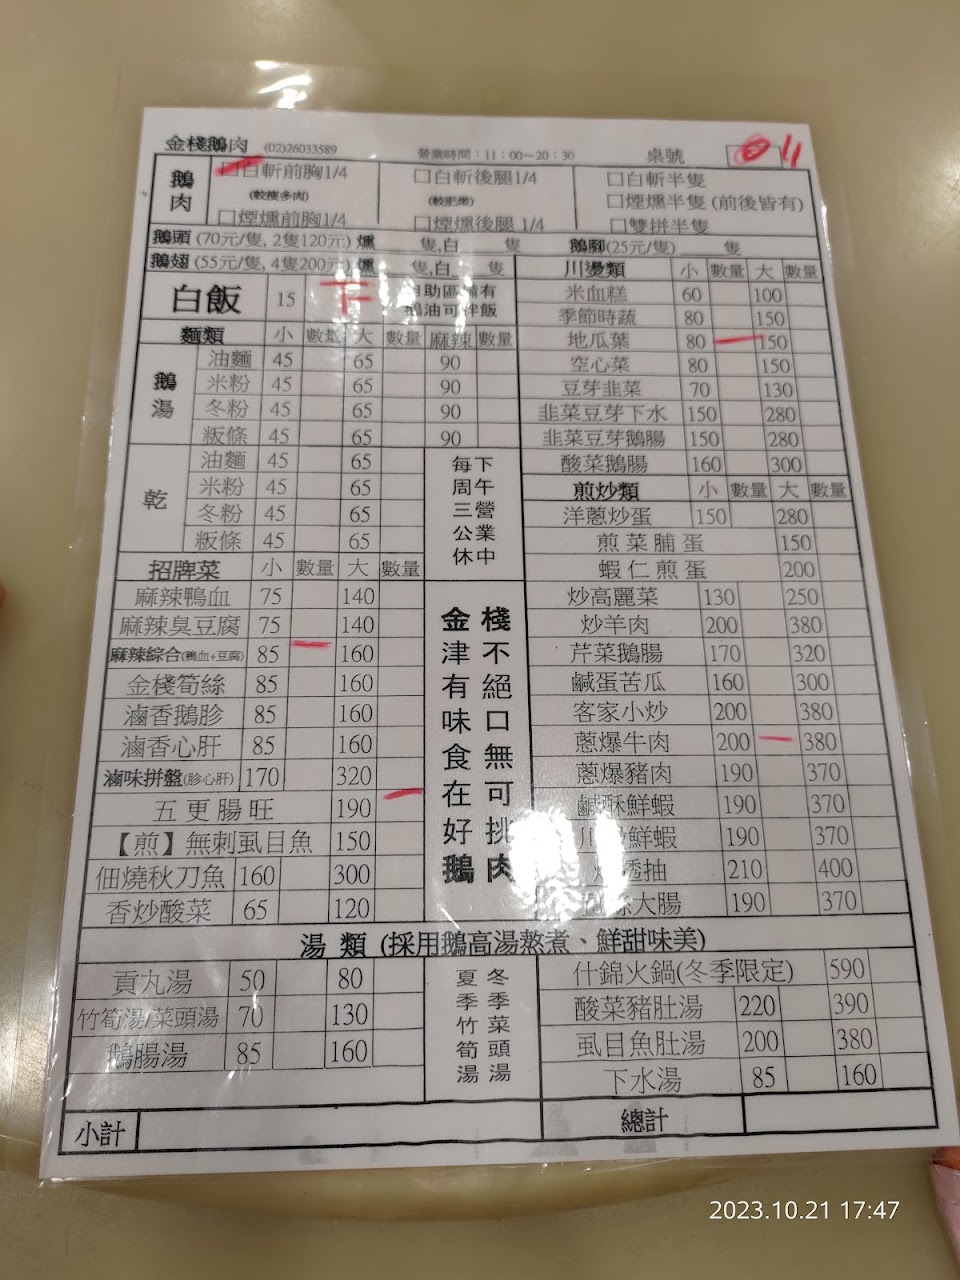 金棧鵝肉 (02)26033589 營業時間：11：00～20：30 桌號
鵝肉 □白斬前胸1/4 □白斬後腿1/4 □白斬半隻
(較瘦多肉) (較肥嫩) □煙燻半隻 (前後皆有)
□煙燻前胸1/4 □煙燻後腿 1/4 □雙拼半隻
鵝頭 (70元/隻, 2隻120元) 燻 隻,白 隻 鵝腳(25元/隻) 隻
鵝翅 (55元/隻, 4隻200元) 燻 隻,白 隻
白飯 15 下 自助區備有
鵝油可拌飯
麵類 小 數量 大 數量 麻辣 數量
鵝湯
油麵 45 65 90
米粉 45 65 90
冬粉 45 65 90
粄條 45 65 90
乾
油麵 45 65
米粉 45 65
冬粉 45 65
粄條 45 65
每周三公休
下午營業中
招牌菜 小 數量 大 數量
麻辣鴨血 75 140
麻辣臭豆腐 75 140
麻辣綜合(鴨血+豆腐) 85 160
金棧筍絲 85 160
滷香鵝胗 85 160
滷香心肝 85 160
滷味拼盤(胗心肝) 170 320
五更腸旺 190
【煎】無刺虱目魚 150
佃燒秋刀魚 160 300
香炒酸菜 65 120
金津有味食在好鵝
棧不絕口無可挑肉
川燙類 小 數量 大 數量
米血糕 60 100
季節時蔬 80 150
地瓜葉 80 150
空心菜 80 150
豆芽韭菜 70 130
韭菜豆芽下水 150 280
韭菜豆芽鵝腸 150 280
酸菜鵝腸 160 300
煎炒類 小 數量 大 數量
洋蔥炒蛋 150 280
煎菜脯蛋 150
蝦仁煎蛋 200
炒高麗菜 130 250
炒羊肉 200 380
芹菜鵝腸 170 320
鹹蛋苦瓜 160 300
客家小炒 200 380
蔥爆牛肉 200 380
蔥爆豬肉 190 370
鹹酥鮮蝦 190 370
川燙鮮蝦 190 370
透抽 210 400
大腸 190 370
湯 類 (採用鵝高湯熬煮、鮮甜味美)
貢丸湯 50 80
竹筍湯/菜頭湯 70 130
鵝腸湯 85 160
夏季竹筍湯
冬季菜頭湯
什錦火鍋(冬季限定) 590
酸菜豬肚湯 220 390
虱目魚肚湯 200 380
下水湯 85 160
小計 總計
2023.10.21 17:47